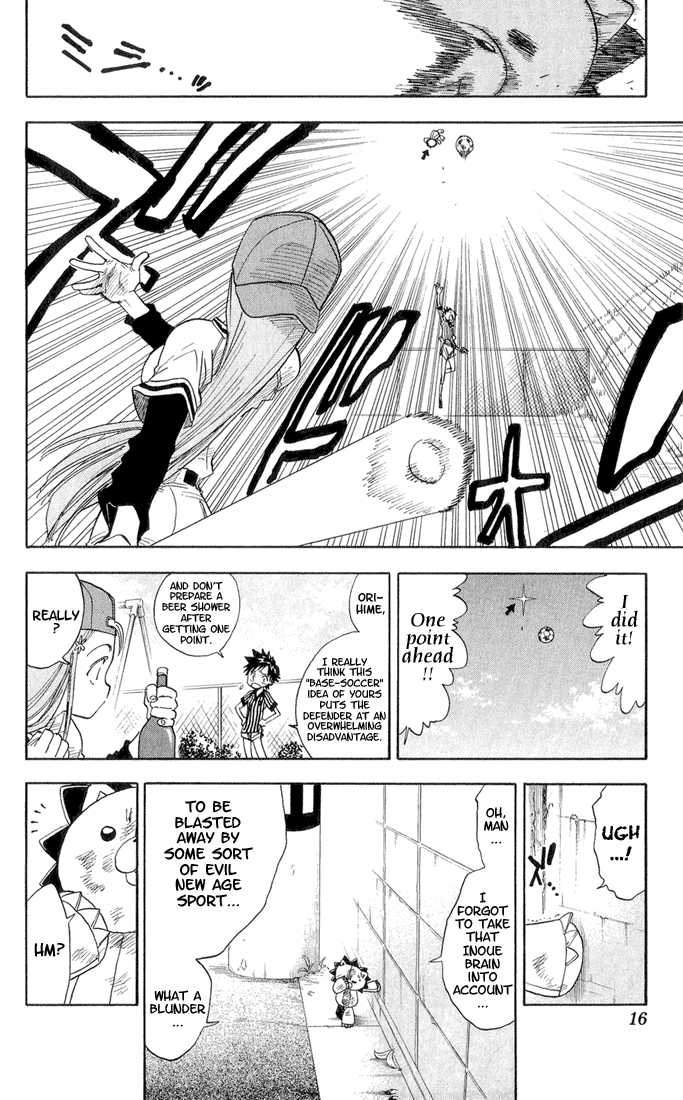 I
did
it!
One
point
ahead
!!
ORI-
HIME,
I REALLY
THINK THIS
"BASE-SOCCER"
IDEA OF YOURS
PUTS THE
DEFENDER AT AN
OVERWHELMING
DISADVANTAGE.
AND DON'T
PREPARE A
BEER SHOWER
AFTER
GETTING ONE
POINT.
REALLY
?
UGH
...!
OH,
MAN
...
I
FORGOT
TO TAKE
THAT
INOUE
BRAIN
INTO
ACCOUNT
...
TO BE
BLASTED
AWAY BY
SOME SORT
OF EVIL
NEW AGE
SPORT...
WHAT A
BLUNDER
...
HM?
16